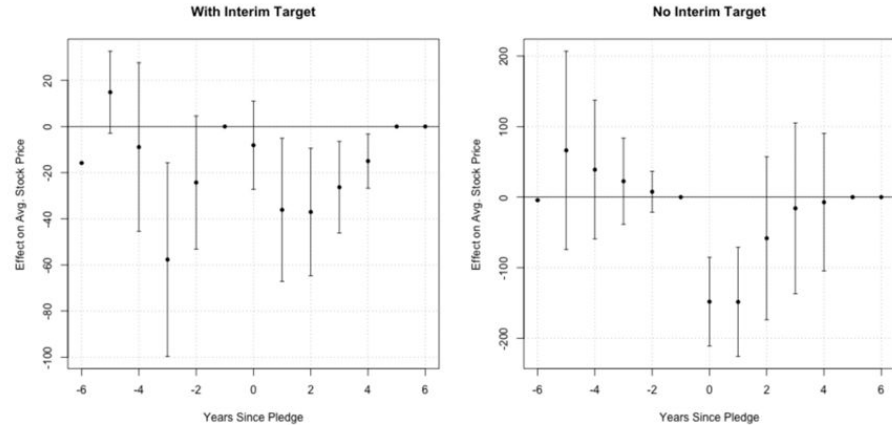 With Interim Target
Effect on Avg. Stock Price
20
0
-20
-40
-60
-80
-100
-6 -4 -2 0 2 4 6
Years Since Pledge
No Interim Target
Effect on Avg. Stock Price
200
100
0
-100
-200
-6 -4 -2 0 2 4 6
Years Since Pledge